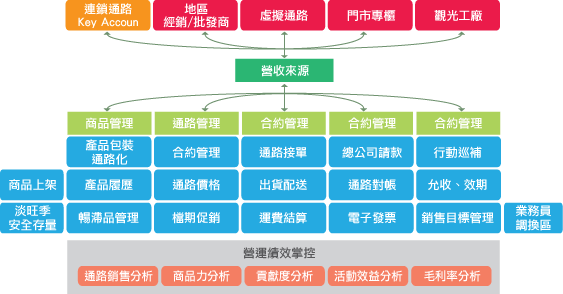 連鎖通路
Key Accoun
地區
經銷/批發商
虛擬通路
門市專櫃
觀光工廠
營收來源
商品管理
通路管理
合約管理
合約管理
合約管理
產品包裝
通路化
合約管理
通路接單
總公司請款
行動巡補
商品上架
產品履歷
通路價格
出貨配送
通路對帳
允收、效期
淡旺季
安全存量
暢滯品管理
檔期促銷
運費結算
電子發票
銷售目標管理
業務員
調換區
營運績效掌控
通路銷售分析
商品力分析
貢獻度分析
活動效益分析
毛利率分析